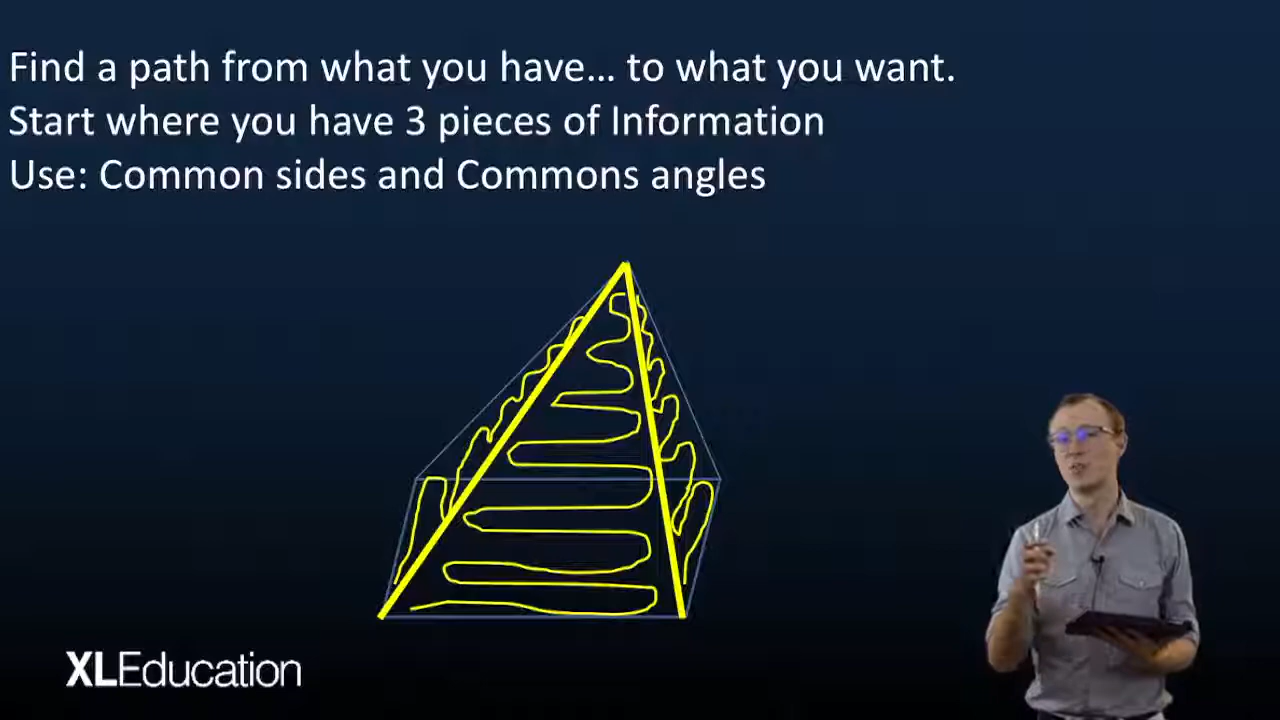 Find a path from what you have... to what you want.
Start where you have 3 pieces of Information
Use: Common sides and Commons angles
XLEducation